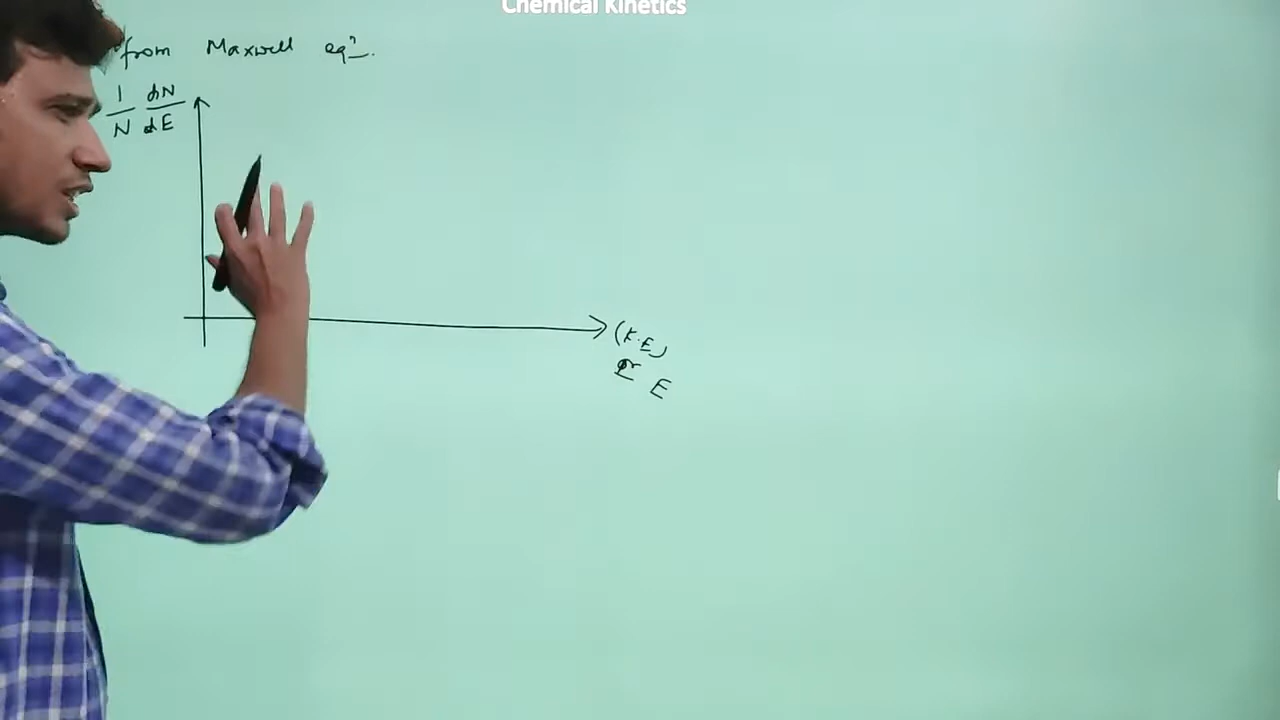 Chemical Kinetics
from Maxwell eqⁿ.
1/N dN/dE
(K.E)
or E